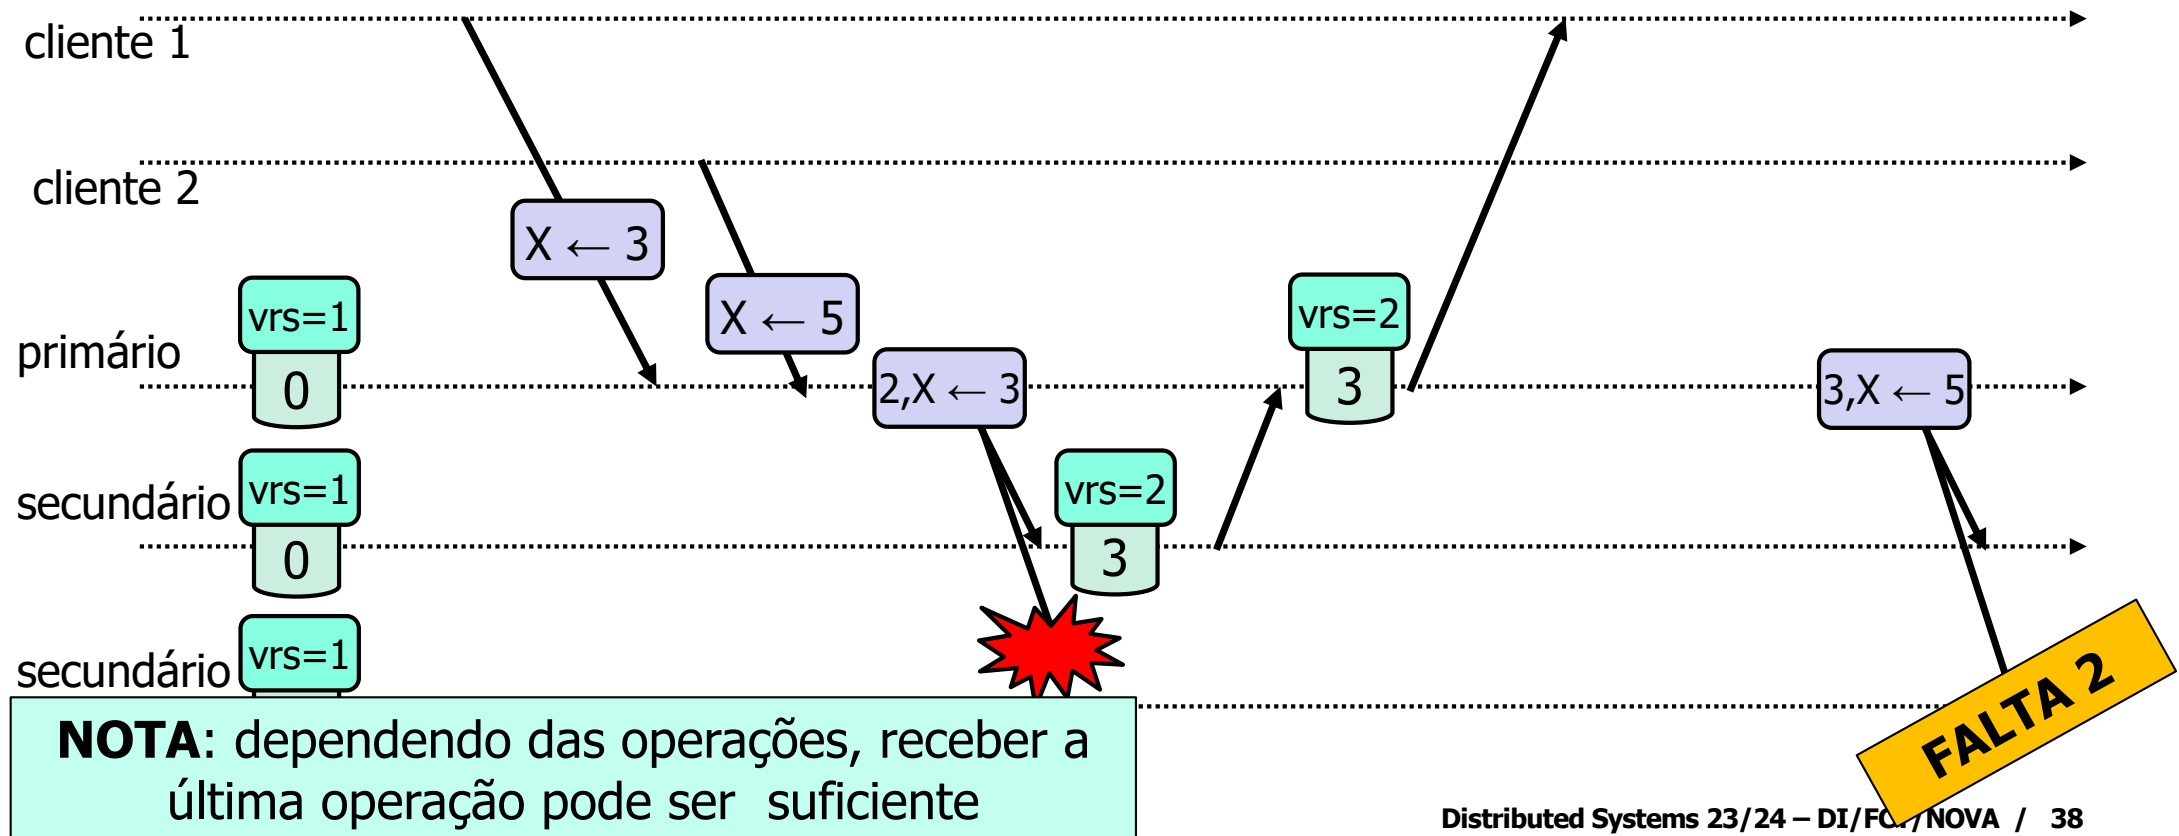 cliente 1
cliente 2
X ← 3
X ← 5
primário
vrs=1
0
2,X ← 3
vrs=2
3
3,X ← 5
secundário
vrs=1
0
vrs=2
3
secundário
vrs=1
NOTA: dependendo das operações, receber a
última operação pode ser suficiente
FALTA 2
Distributed Systems 23/24 – DI/FCT/NOVA / 38